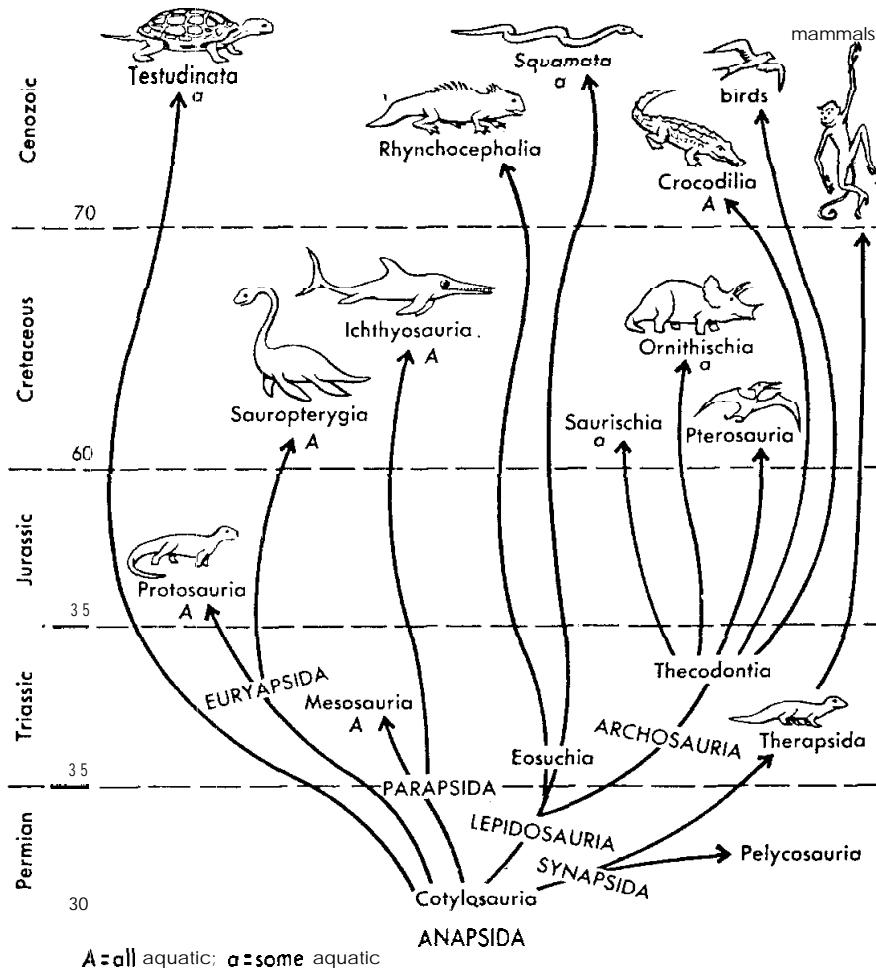 mammals
Squamata
a
Testudinata
a
birds
Cenozoic
Rhynchocephalia
Crocodilia
A
70
Cretaceous
Ichthyosauria.
A
Ornithischia
a
Sauropterygia
A
Saurischia
a
Pterosauria
60
Jurassic
Protosauria
A
35
Thecodontia
EURYAPSIDA
Mesosauria
A
Triassic
ARCHOSAURIA
Therapsida
Eosuchia
35
PARAPSIDA
LEPIDOSAURIA
Permian
SYNAPSIDA
Pelycosauria
Cotylosauria
30
ANAPSIDA
A=all aquatic; a=some aquatic